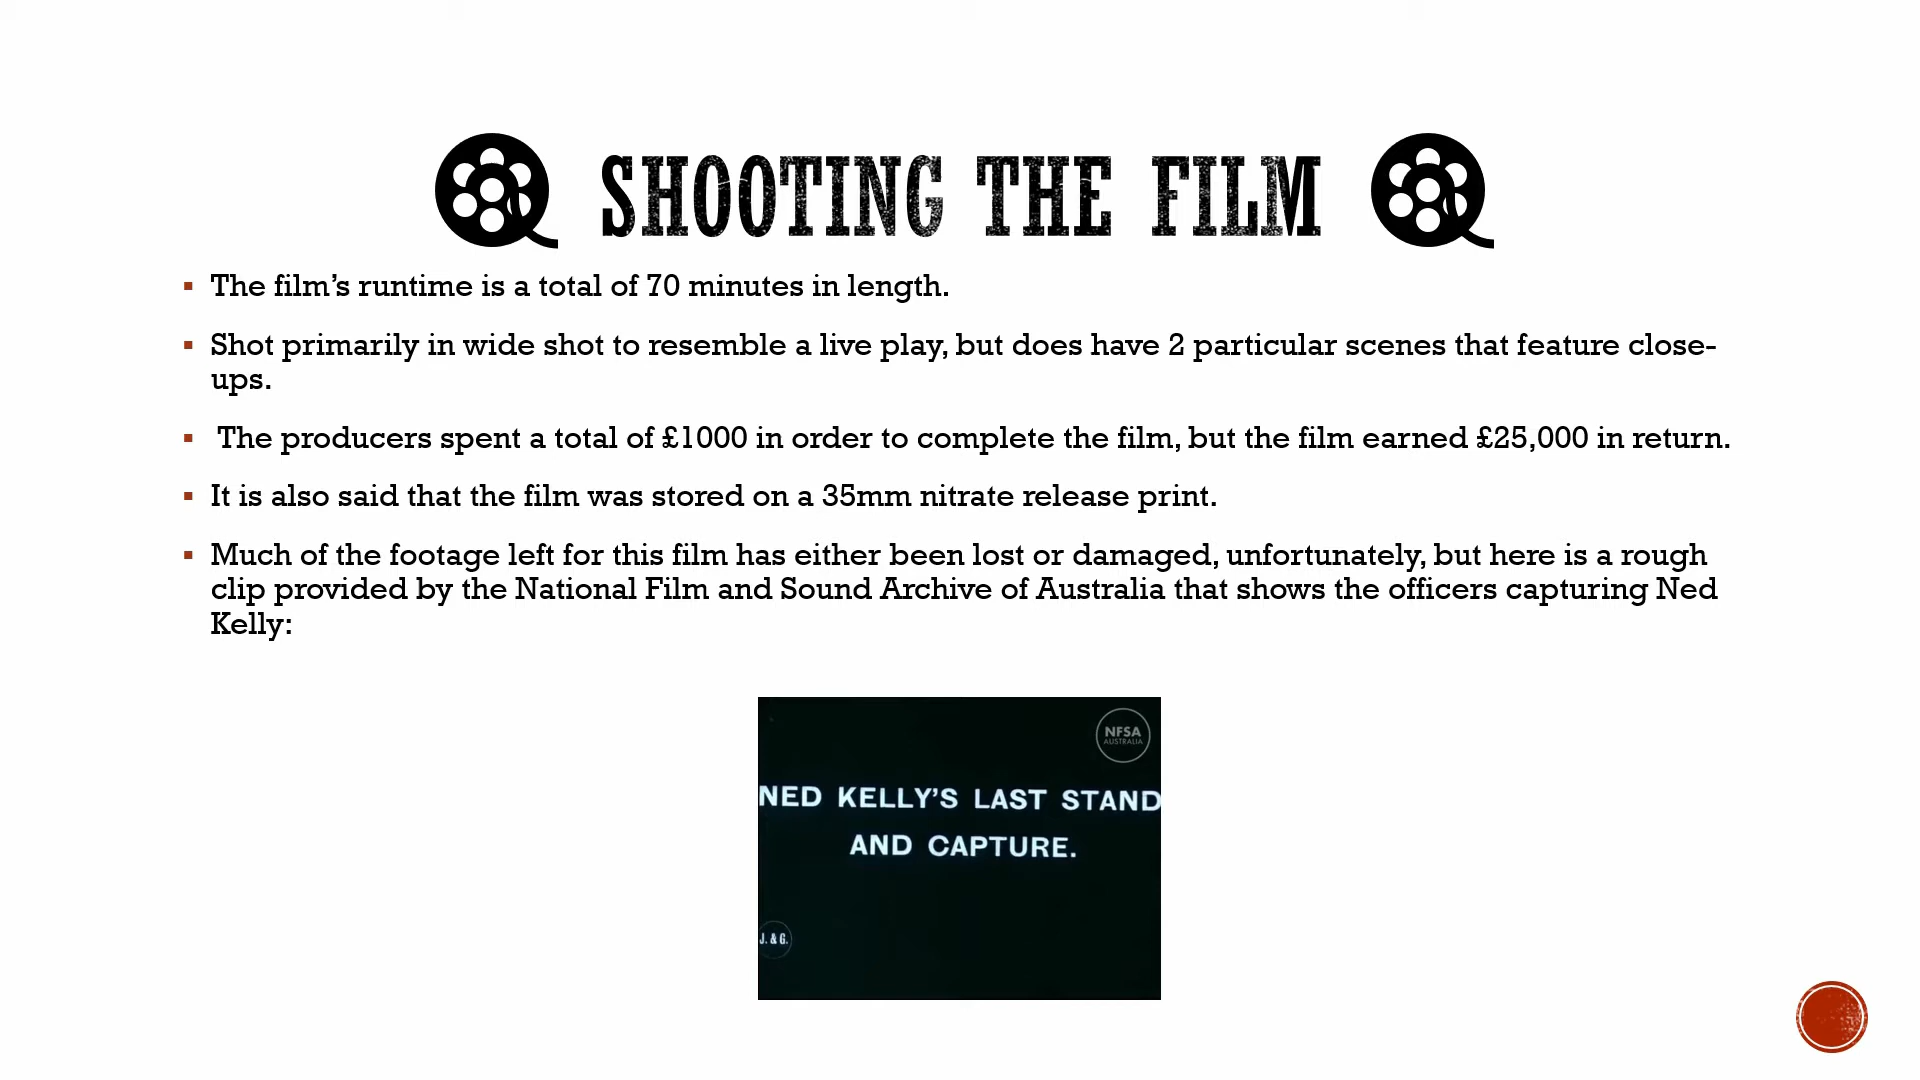 SHOOTING THE FILM
The film’s runtime is a total of 70 minutes in length.
Shot primarily in wide shot to resemble a live play, but does have 2 particular scenes that feature close-
ups.
The producers spent a total of £1000 in order to complete the film, but the film earned £25,000 in return.
It is also said that the film was stored on a 35mm nitrate release print.
Much of the footage left for this film has either been lost or damaged, unfortunately, but here is a rough
clip provided by the National Film and Sound Archive of Australia that shows the officers capturing Ned
Kelly:
NFSA
AUSTRALIA
NED KELLY’S LAST STAND
AND CAPTURE.
J. & G.